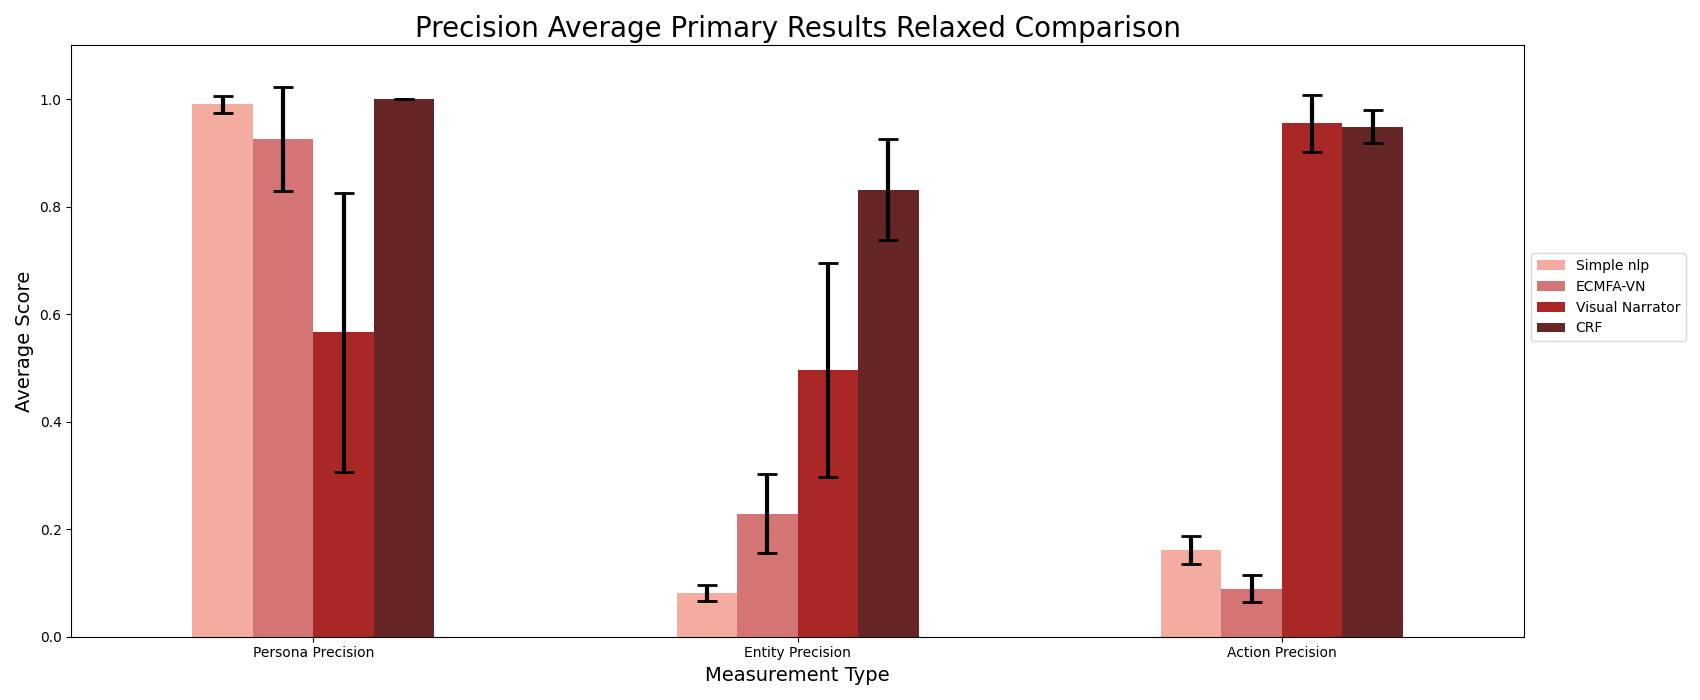 Precision Average Primary Results Relaxed Comparison
Average Score
1.0
0.8
0.6
0.4
0.2
0.0
Persona Precision
Entity Precision
Action Precision
Measurement Type
Simple nlp
ECMFA-VN
Visual Narrator
CRF